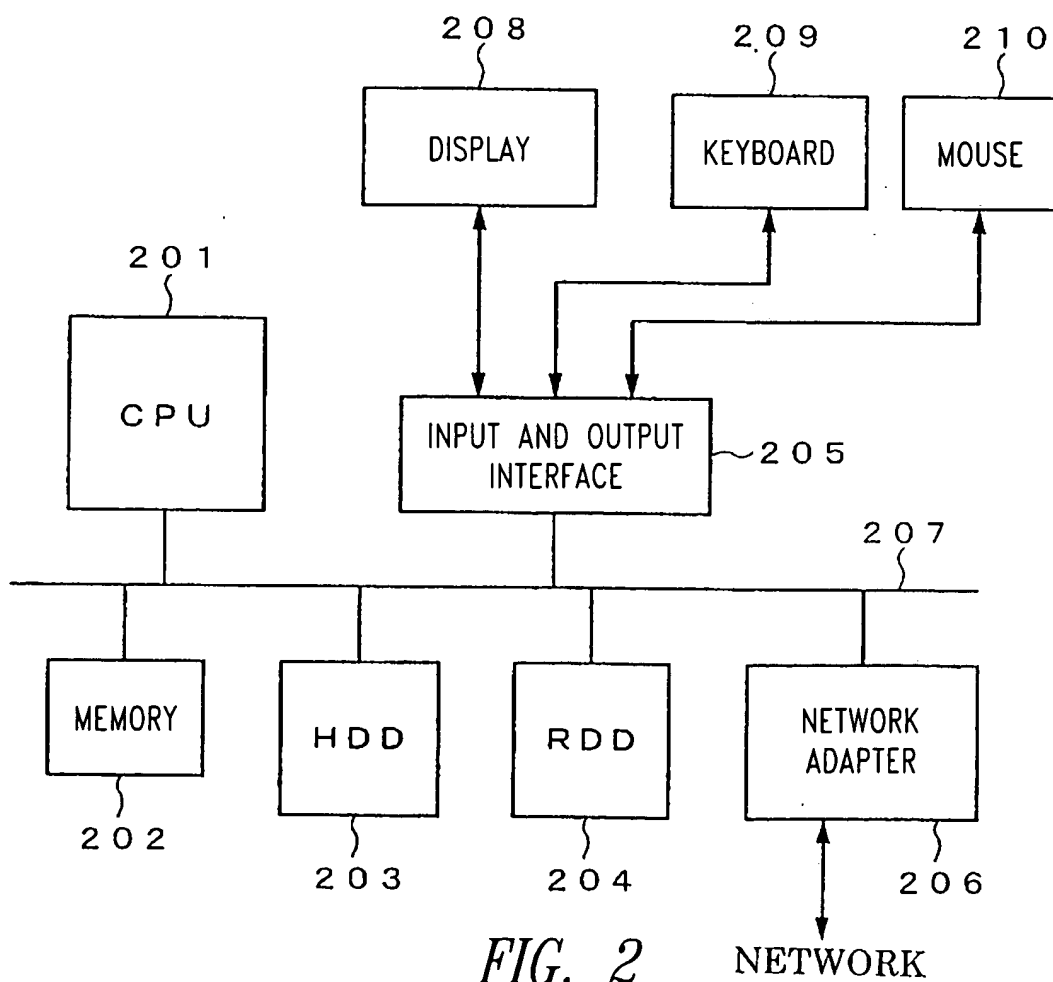 208
209
210
DISPLAY
KEYBOARD
MOUSE
201
CPU
INPUT AND OUTPUT
INTERFACE
205
207
MEMORY
HDD
RDD
NETWORK
ADAPTER
202
203
204
206
FIG. 2
NETWORK